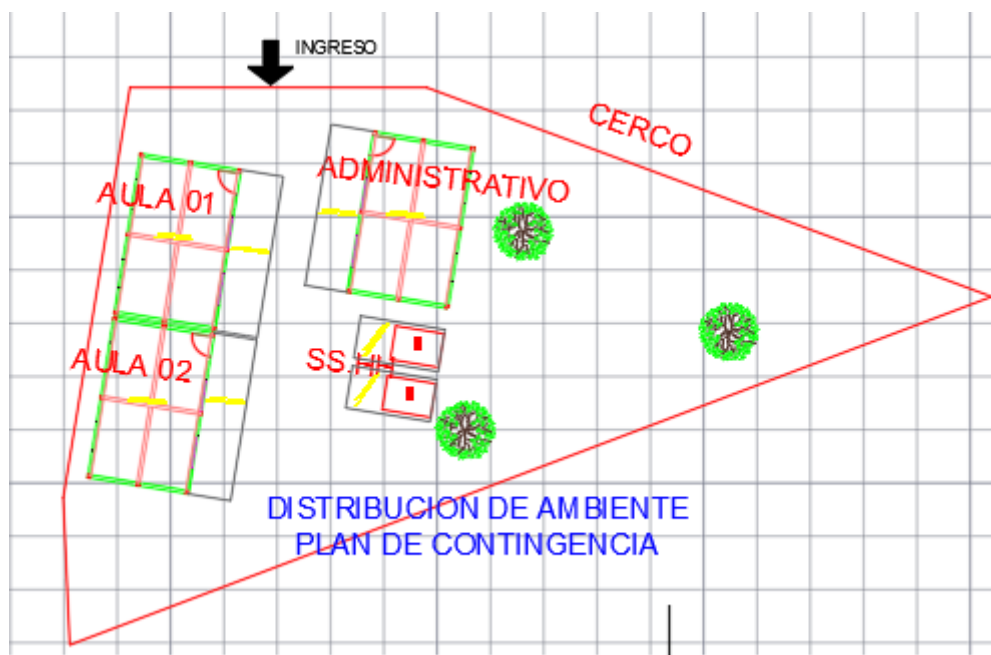 INGRESO
CERCO
ADMINISTRATIVO
AULA 01
AULA 02
SS.HH
DISTRIBUCION DE AMBIENTE
PLAN DE CONTINGENCIA